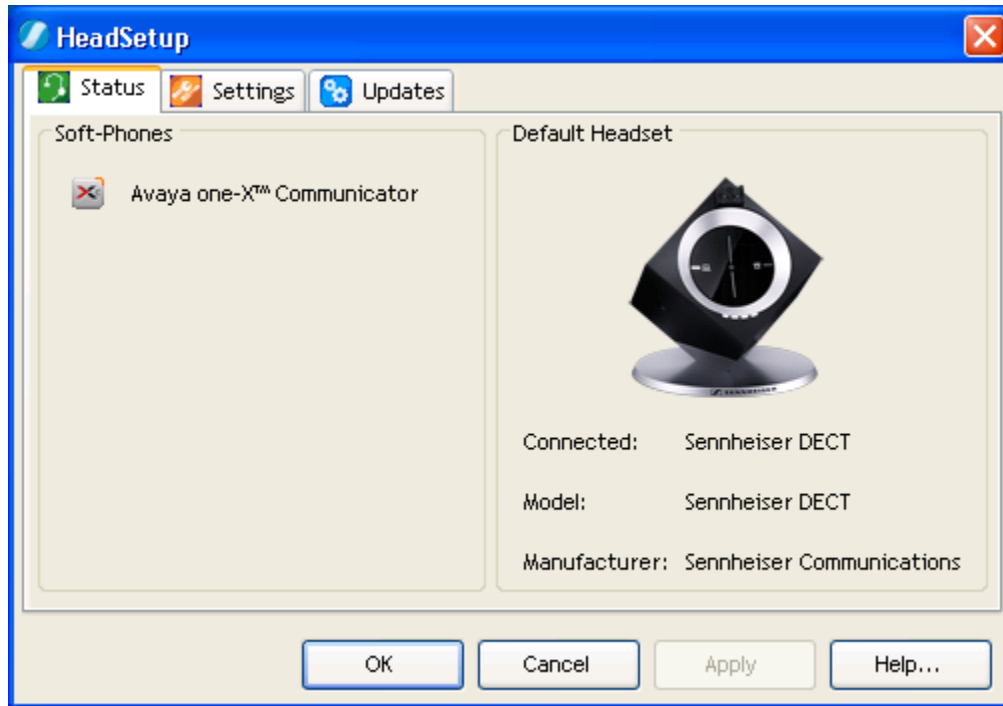 HeadSetup
Status
Settings
Updates
Soft-Phones
Avaya one-X™ Communicator
Default Headset
SENNHEISER
Connected: Sennheiser DECT
Model: Sennheiser DECT
Manufacturer: Sennheiser Communications
OK
Cancel
Apply
Help...